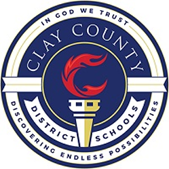 IN GOD WE TRUST
CLAY COUNTY
DISTRICT SCHOOLS
DISCOVERING ENDLESS POSSIBILITIES